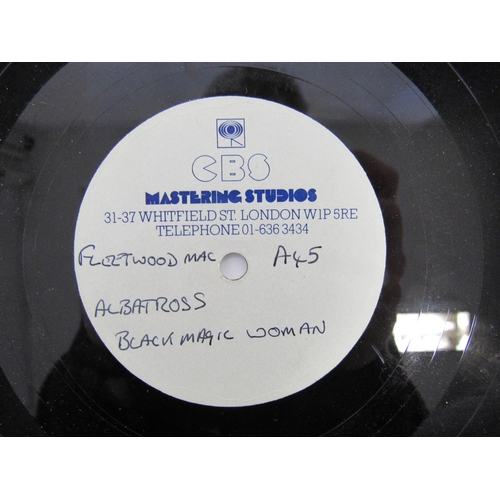 CBS
MASTERING STUDIOS
31-37 WHITFIELD ST. LONDON W1P 5RE
TELEPHONE 01-636 3434
FLEETWOOD MAC A45
ALBATROSS
BLACK MAGIC WOMAN